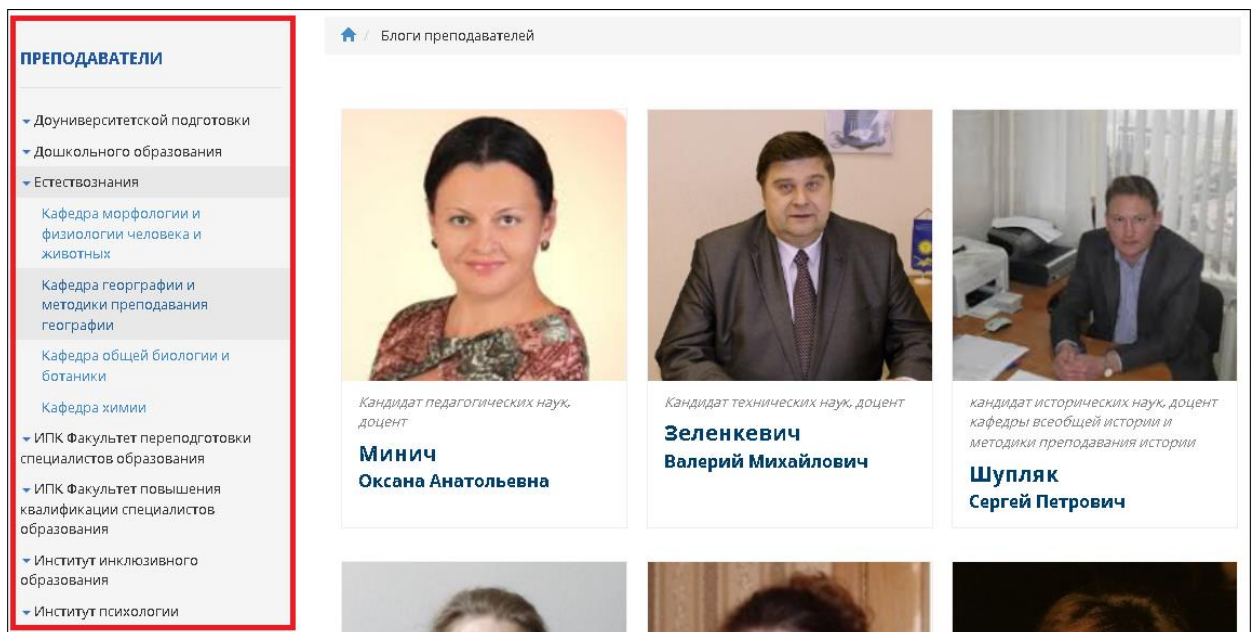 ПРЕПОДАВАТЕЛИ
Доуниверситетской подготовки
Дошкольного образования
Естествознания
Кафедра морфологии и
физиологии человека и
животных
Кафедра георграфии и
методики преподавания
географии
Кафедра общей биологии и
ботаники
Кафедра химии
ИПК Факультет переподготовки
специалистов образования
ИПК Факультет повышения
квалификации специалистов
образования
Институт инклюзивного
образования
Институт психологии
/ Блоги преподавателей
Кандидат педагогических наук,
доцент
Минич
Оксана Анатольевна
Кандидат технических наук, доцент
Зеленкевич
Валерий Михайлович
кандидат исторических наук, доцент
кафедры всеобщей истории и
методики преподавания истории
Шупляк
Сергей Петрович